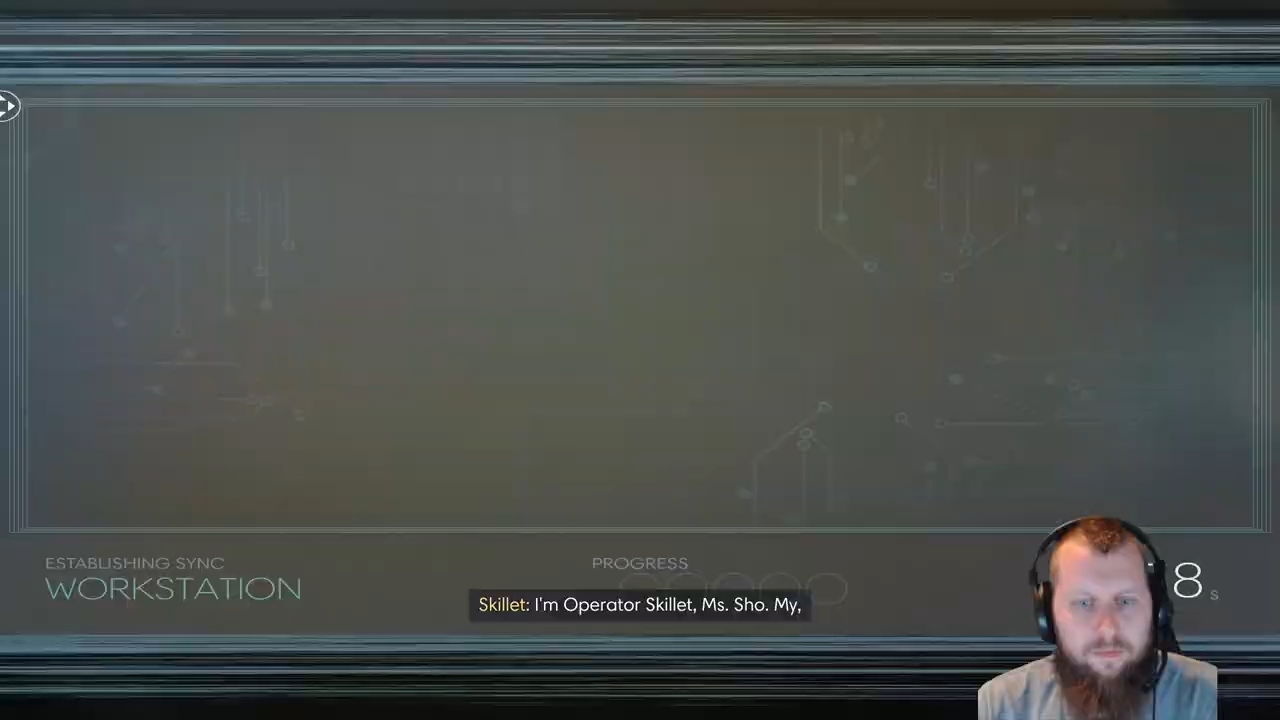 ESTABLISHING SYNC
WORKSTATION
PROGRESS
8 s
Skillet: I'm Operator Skillet, Ms. Sho. My,